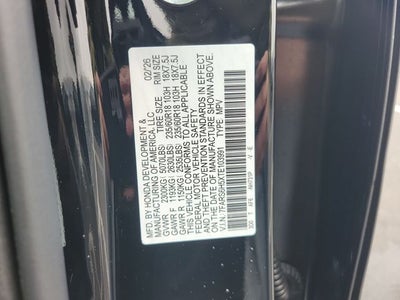 MFD. BY HONDA DEVELOPMENT & 02/26
MANUFACTURING OF AMERICA, LLC. TIRE SIZE RIM SIZE
GVWR 2300KG( 5070LBS)
GAWR F 1193KG( 2630LBS) 235/60R18 103H 18X7.5J
GAWR R 1150KG( 2535LBS) 235/60R18 103H 18X7.5J
THIS VEHICLE CONFORMS TO ALL APPLICABLE
FEDERAL MOTOR VEHICLE SAFETY
AND THEFT PREVENTION STANDARDS IN EFFECT
ON THE DATE OF MANUFACTURE SHOWN ABOVE.
V.I.N. : TYPE: MPV